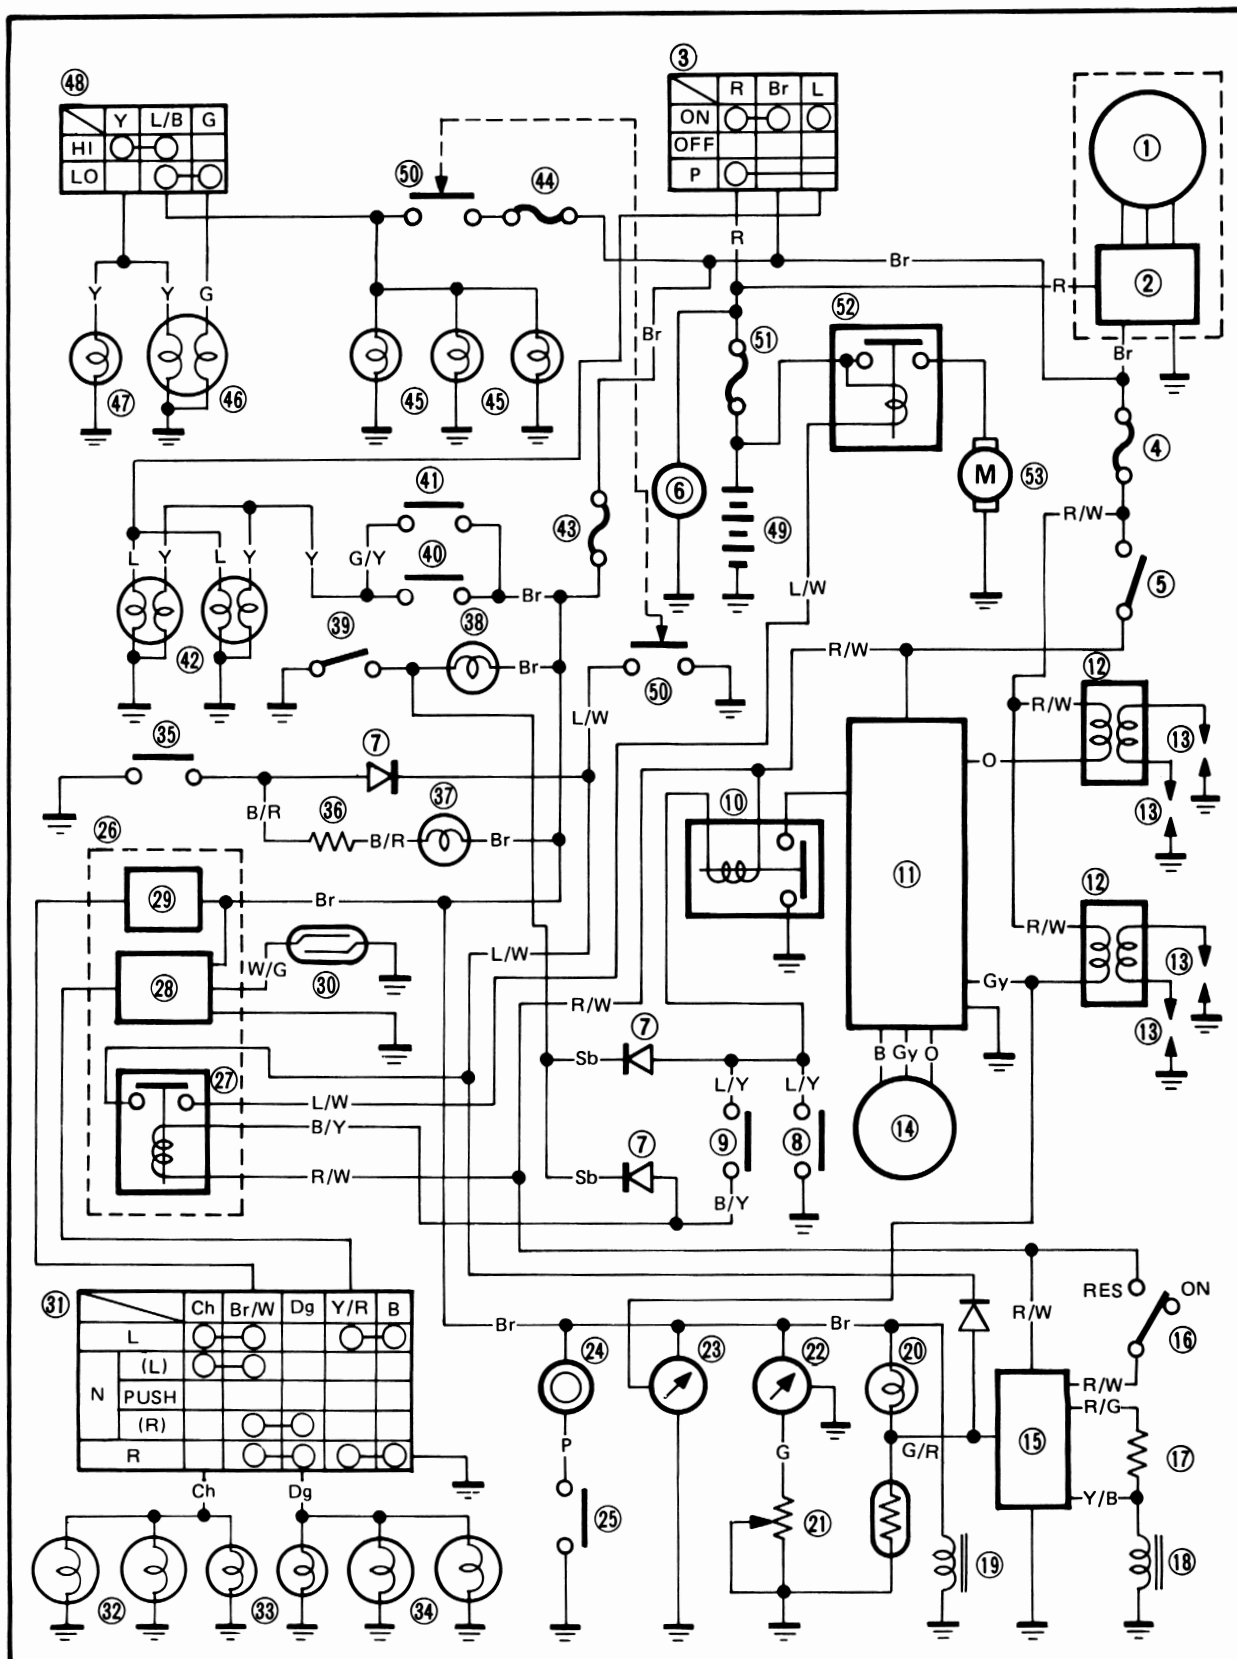 48
Y L/B G
HI
LO
50
44
3
R Br L
ON
OFF
P
1
2
R
Br
R
Br
Y
Y
G
Br
52
51
47
46
45
45
4
6
M
53
R/W
41
43
49
5
L
Y
L
Y
Y
G/Y
40
Br
L/W
39
38
42
Br
50
R/W
12
R/W
L/W
35
7
O
13
13
B/R
36
37
10
26
B/R
Br
11
12
29
Br
R/W
L/W
W/G
28
30
R/W
Gy
13
13
Sb
7
B Gy O
27
L/Y
L/Y
L/W
B/Y
9
8
14
7
R/W
Sb
B/Y
31
Ch Br/W Dg Y/R B
L
(L)
N PUSH
(R)
R
RES
ON
R/W
Br
Br
24
23
22
20
16
R/W
R/G
P
G
G/R
15
17
Y/B
Ch
Dg
25
21
19
18
32
33
34